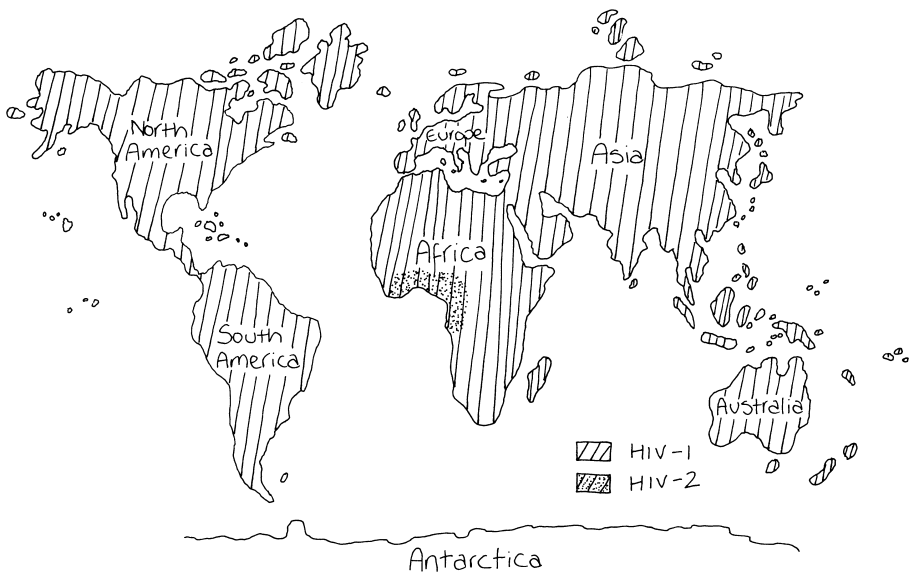 North
America
Europe
Asia
Africa
South
America
Australia
HIV-1
HIV-2
Antarctica